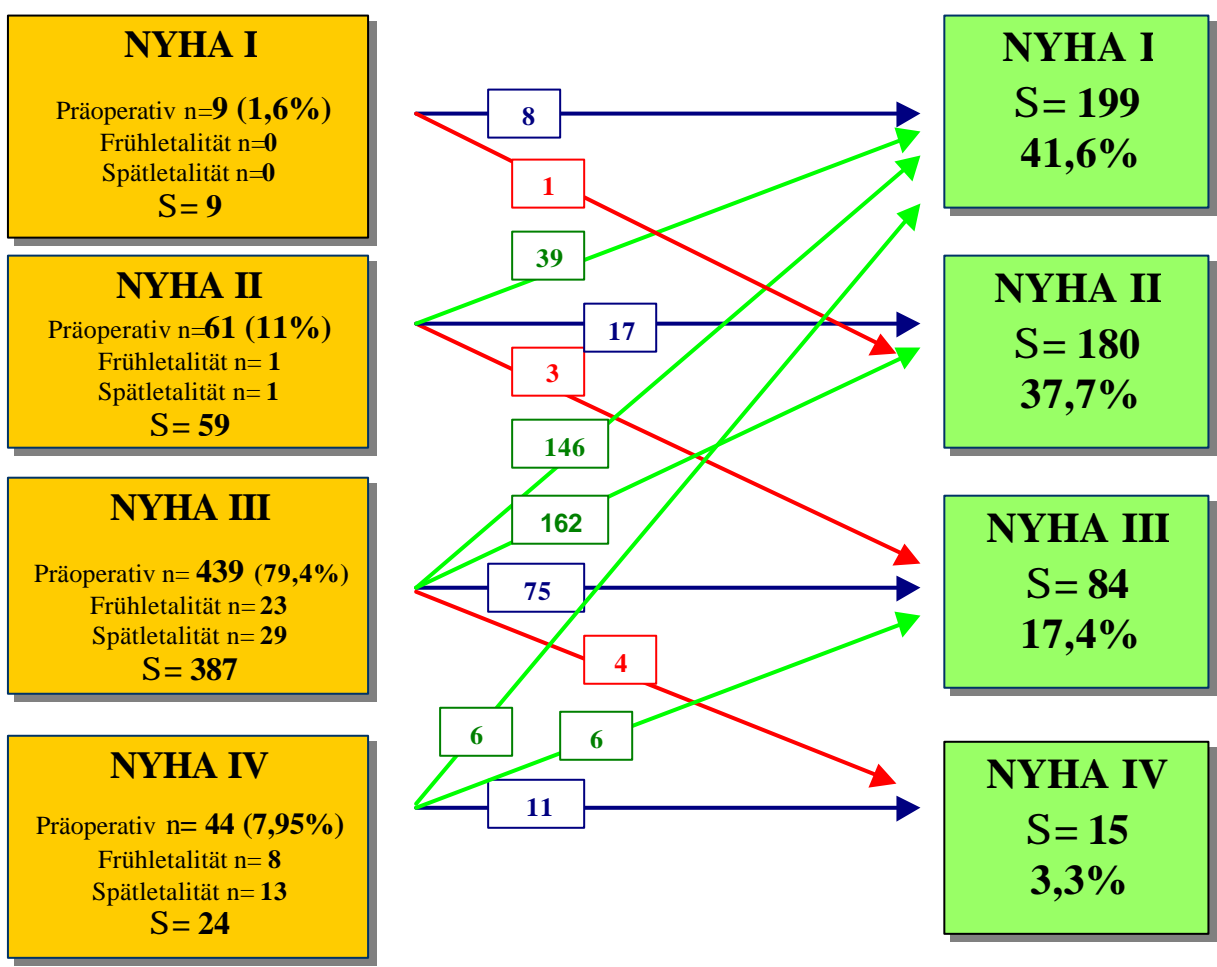 NYHA I
Präoperativ n=9 (1,6%)
Frühletalität n=0
Spätletalität n=0
S= 9
NYHA II
Präoperativ n=61 (11%)
Frühletalität n= 1
Spätletalität n= 1
S= 59
NYHA III
Präoperativ n= 439 (79,4%)
Frühletalität n= 23
Spätletalität n= 29
S= 387
NYHA IV
Präoperativ n= 44 (7,95%)
Frühletalität n= 8
Spätletalität n= 13
S= 24
8
1
39
17
3
146
162
75
4
6
6
11
NYHA I
S= 199
41,6%
NYHA II
S= 180
37,7%
NYHA III
S= 84
17,4%
NYHA IV
S= 15
3,3%